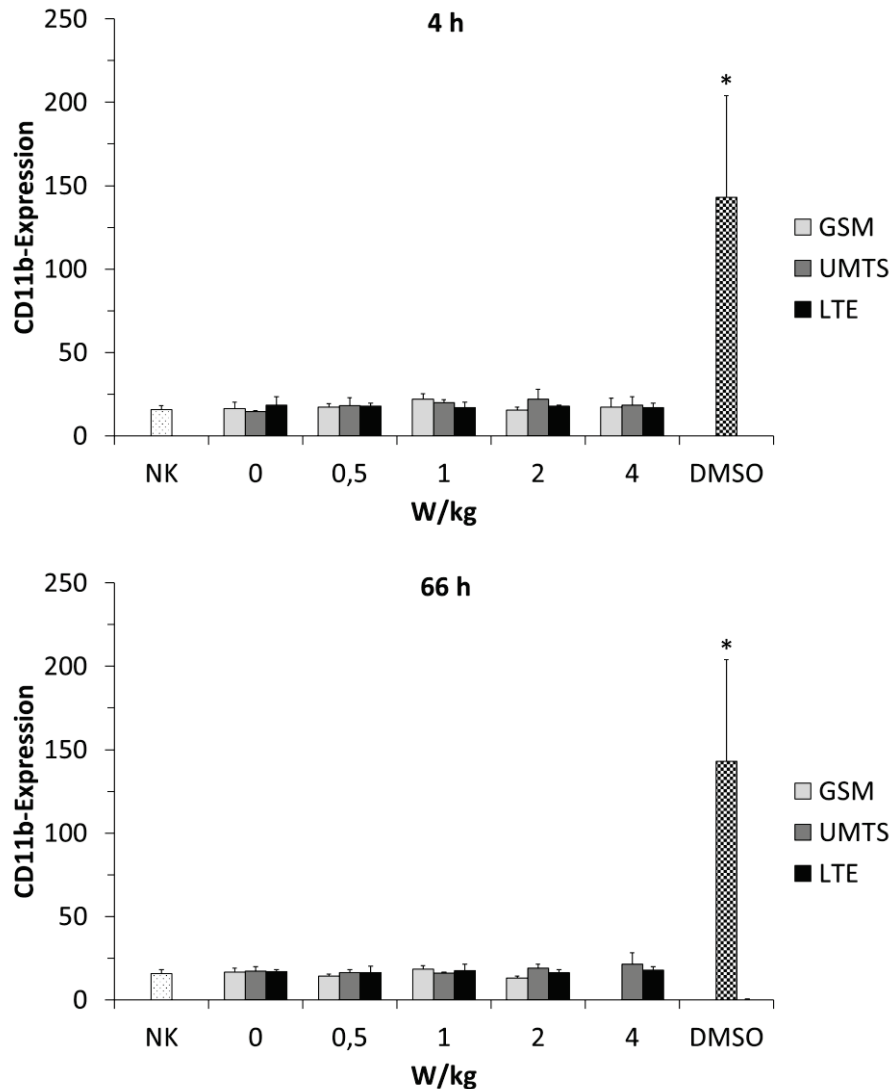 4 h
250
200
150
100
50
0
CD11b-Expression
*
GSM
UMTS
LTE
NK 0 0,5 1 2 4 DMSO
W/kg
66 h
250
200
150
100
50
0
CD11b-Expression
*
GSM
UMTS
LTE
NK 0 0,5 1 2 4 DMSO
W/kg